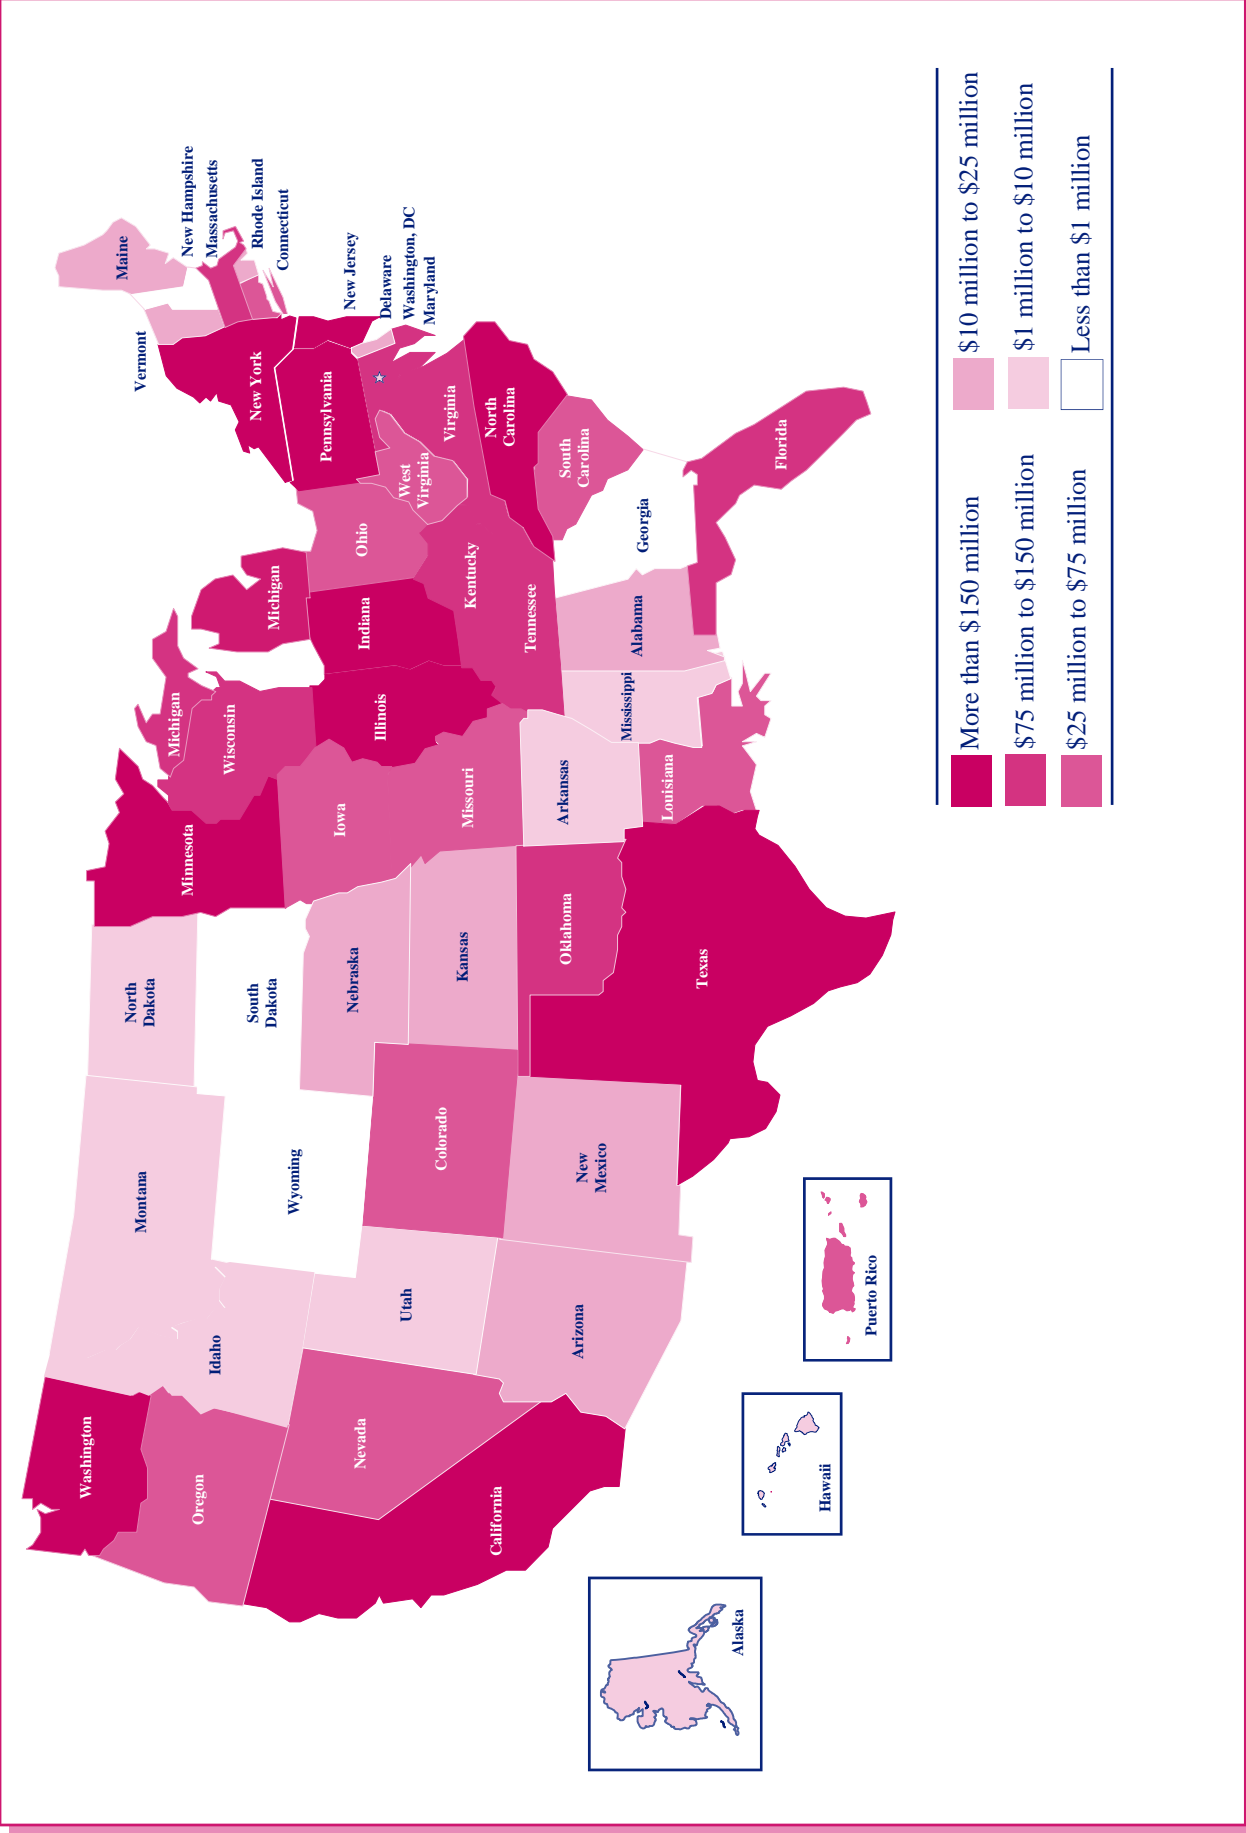 Washington
Oregon
California
Nevada
Idaho
Montana
Wyoming
Utah
Arizona
Colorado
New
Mexico
North
Dakota
South
Dakota
Nebraska
Kansas
Oklahoma
Texas
Minnesota
Iowa
Missouri
Arkansas
Louisiana
Wisconsin
Michigan
Michigan
Illinois
Indiana
Ohio
Kentucky
Tennessee
Mississippi
Alabama
Georgia
Florida
South
Carolina
North
Carolina
Virginia
West
Virginia
Pennsylvania
New York
Vermont
Maine
New Hampshire
Massachusetts
Rhode Island
Connecticut
New Jersey
Delaware
Washington, DC
Maryland
Alaska
Hawaii
Puerto Rico
More than $150 million
$75 million to $150 million
$25 million to $75 million
$10 million to $25 million
$1 million to $10 million
Less than $1 million